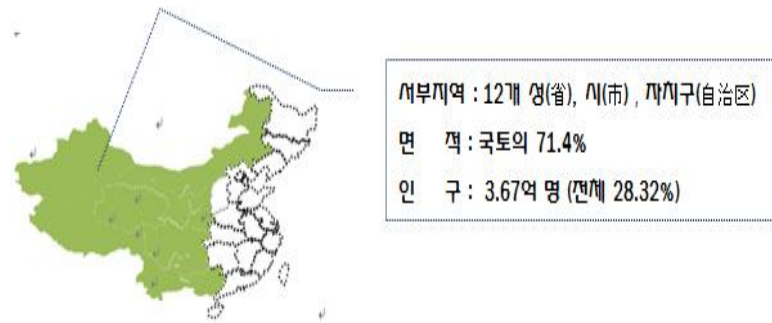 서부지역 : 12개 성(省), 시(市) , 자치구(自治区)
면 적 : 국토의 71.4%
인 구 : 3.67억 명 (전체 28.32%)